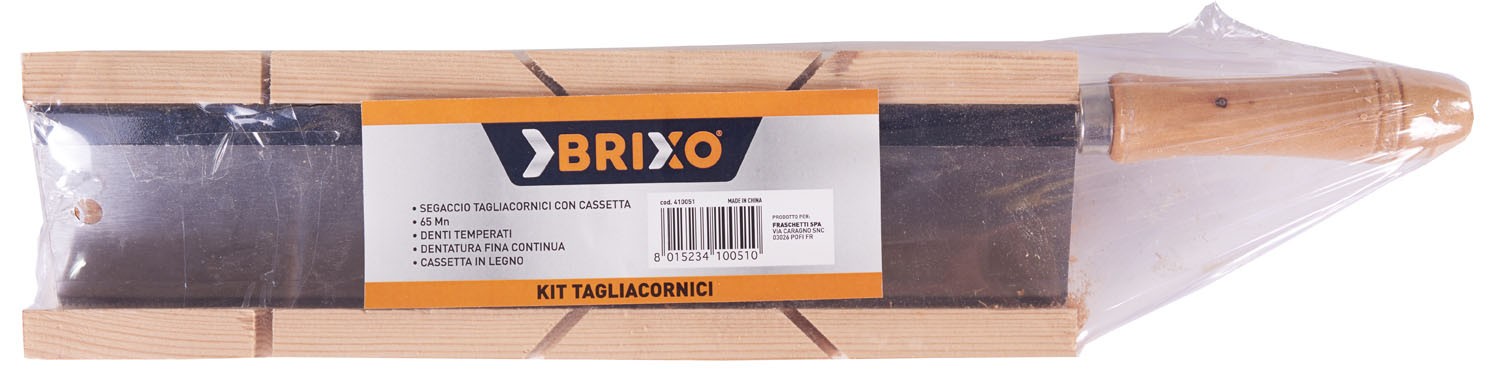 BRIXO®
• SEGACCIO TAGLIACORNICI CON CASSETTA
• 65 Mn
• DENTI TEMPERATI
• DENTATURA FINA CONTINUA
• CASSETTA IN LEGNO
cod. 410051 MADE IN CHINA
8 015234 100510
PRODOTTO PER:
FRASCHETTI SPA
VIA CARAGNO SNC
03026 POFI FR
KIT TAGLIACORNICI